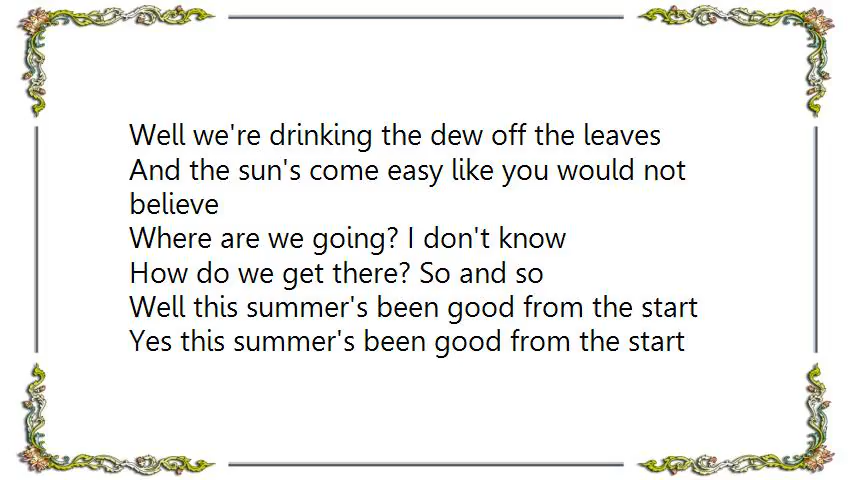 Well we're drinking the dew off the leaves
And the sun's come easy like you would not
believe
Where are we going? I don't know
How do we get there? So and so
Well this summer's been good from the start
Yes this summer's been good from the start